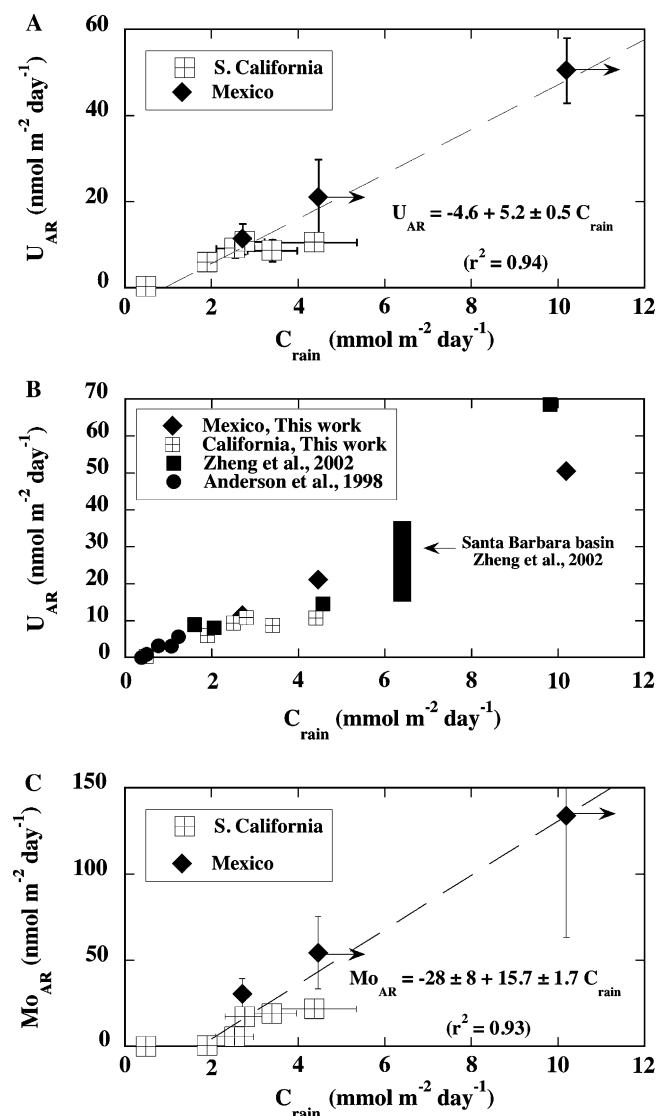 A
60
40
20
0
U_AR (nmol m^-2 day^-1)
S. California
Mexico
U_AR = -4.6 + 5.2 ± 0.5 C_rain
(r^2 = 0.94)
0 2 4 6 8 10 12
C_rain (mmol m^-2 day^-1)
B
70
60
50
40
30
20
10
0
U_AR (nmol m^-2 day^-1)
Mexico, This work
California, This work
Zheng et al., 2002
Anderson et al., 1998
Santa Barbara basin
Zheng et al., 2002
0 2 4 6 8 10 12
C_rain (mmol m^-2 day^-1)
C
150
100
50
0
Mo_AR (nmol m^-2 day^-1)
S. California
Mexico
Mo_AR = -28 ± 8 + 15.7 ± 1.7 C_rain
(r^2 = 0.93)
0 2 4 6 8 10 12
C_rain (mmol m^-2 day^-1)